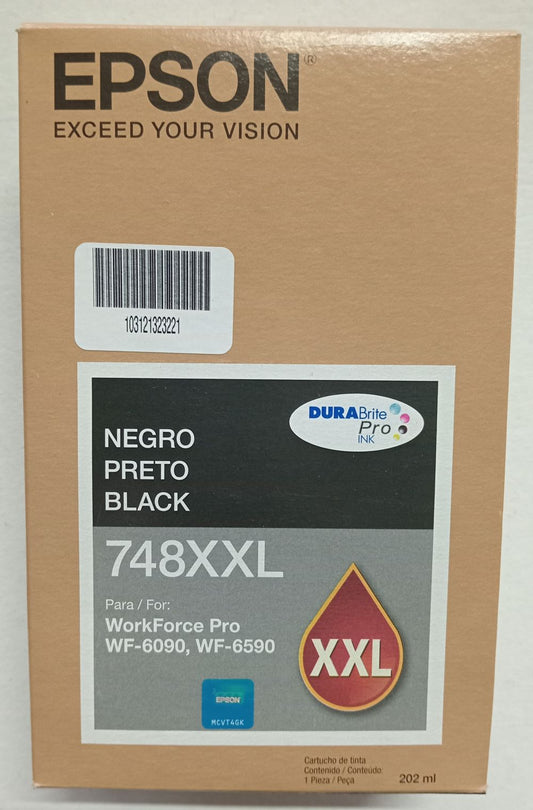 EPSON®
EXCEED YOUR VISION
103121323221
DURABrite
Pro
INK
NEGRO
PRETO
BLACK
748XXL
Para / For:
WorkForce Pro
WF-6090, WF-6590
XXL
EPSON
MCVT4GK
Cartucho de tinta
Contenido / Conteúdo:
1 Pieza / Peça
202 ml